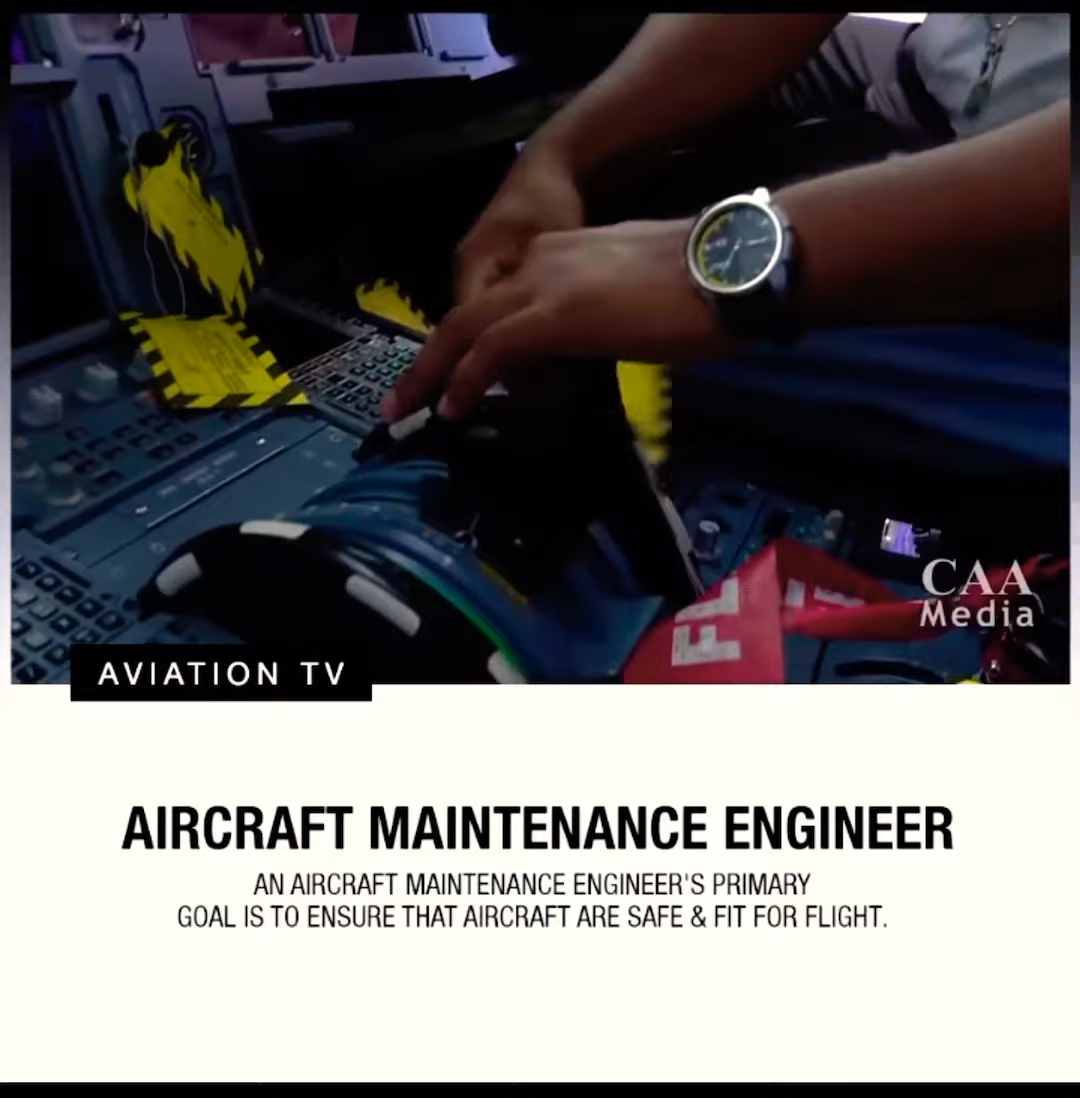 FL
CAA
Media
AVIATION TV
AIRCRAFT MAINTENANCE ENGINEER
AN AIRCRAFT MAINTENANCE ENGINEER'S PRIMARY
GOAL IS TO ENSURE THAT AIRCRAFT ARE SAFE & FIT FOR FLIGHT.